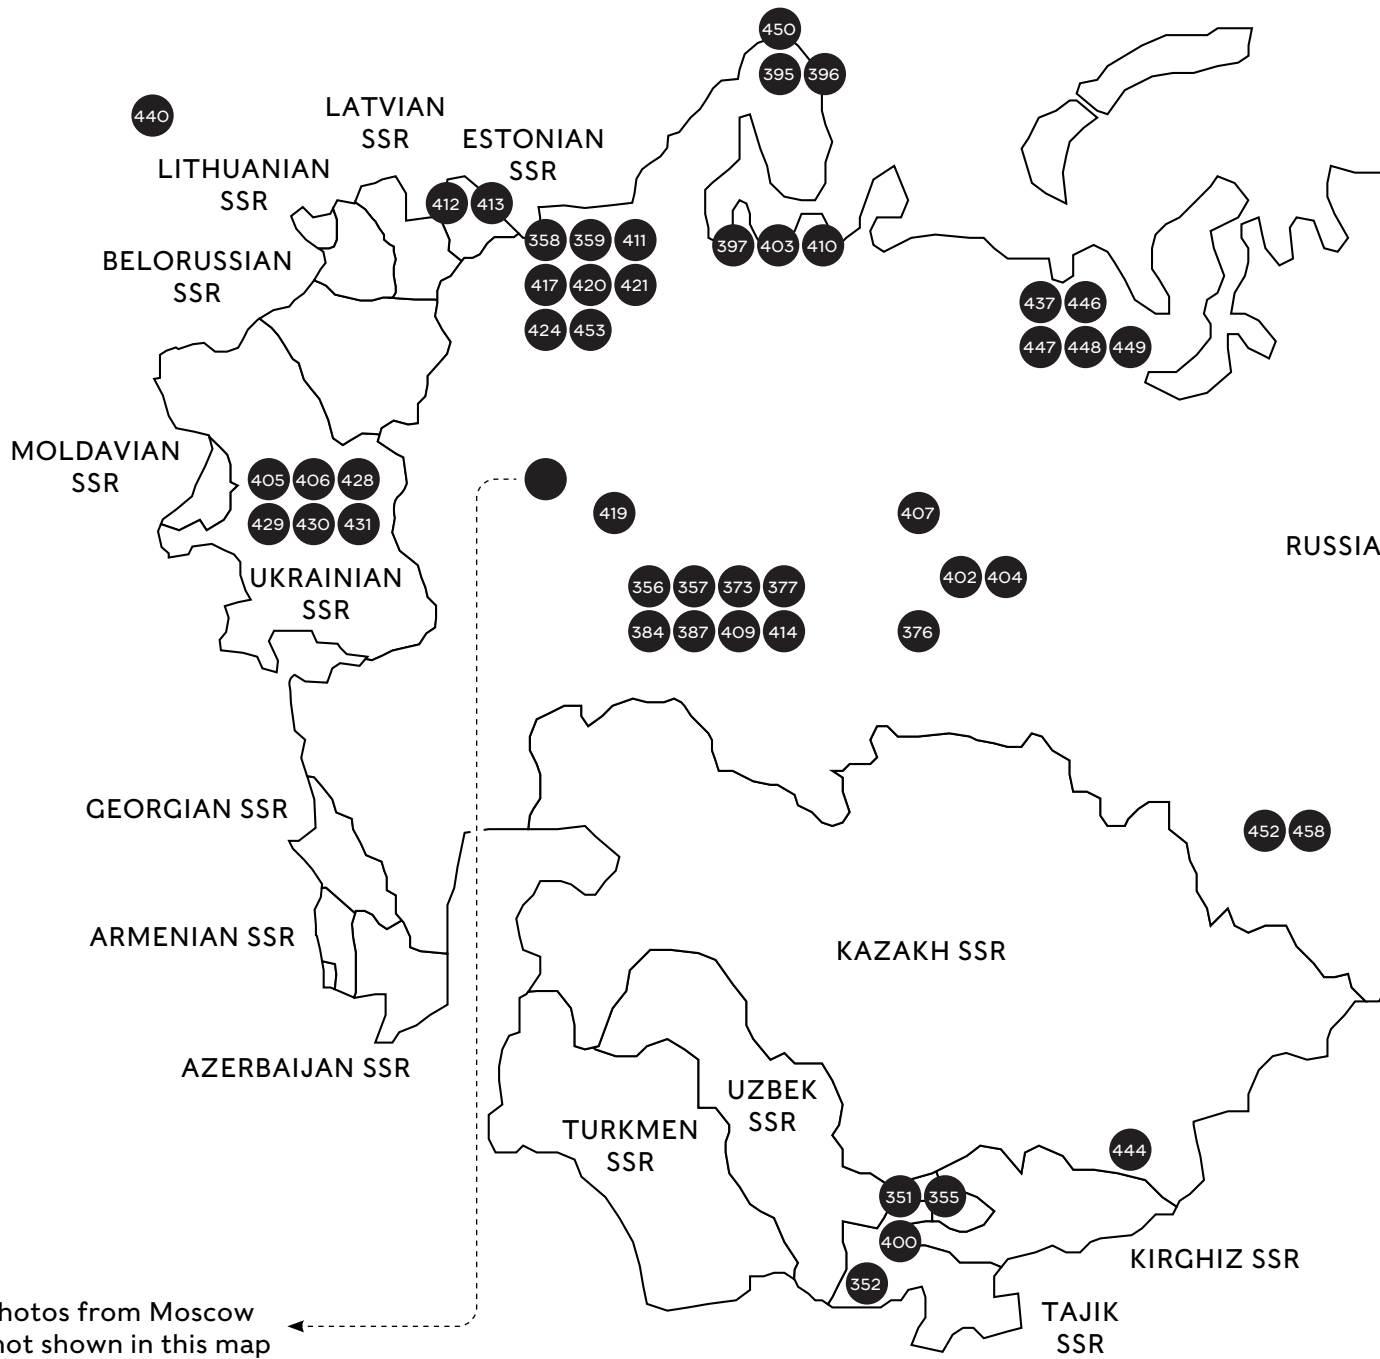 450
395 396
440
LATVIAN
SSR
ESTONIAN
SSR
LITHUANIAN
SSR
412 413
BELORUSSIAN
SSR
358 359 411
417 420 421
424 453
397 403 410
437 446
447 448 449
MOLDAVIAN
SSR
405 406 428
429 430 431
UKRAINIAN
SSR
419
407
402 404
376
356 357 373 377
384 387 409 414
RUSSIA
GEORGIAN SSR
452 458
ARMENIAN SSR
KAZAKH SSR
AZERBAIJAN SSR
UZBEK
SSR
TURKMEN
SSR
444
351 355
400
352
KIRGHIZ SSR
TAJIK
SSR
hotos from Moscow
not shown in this map